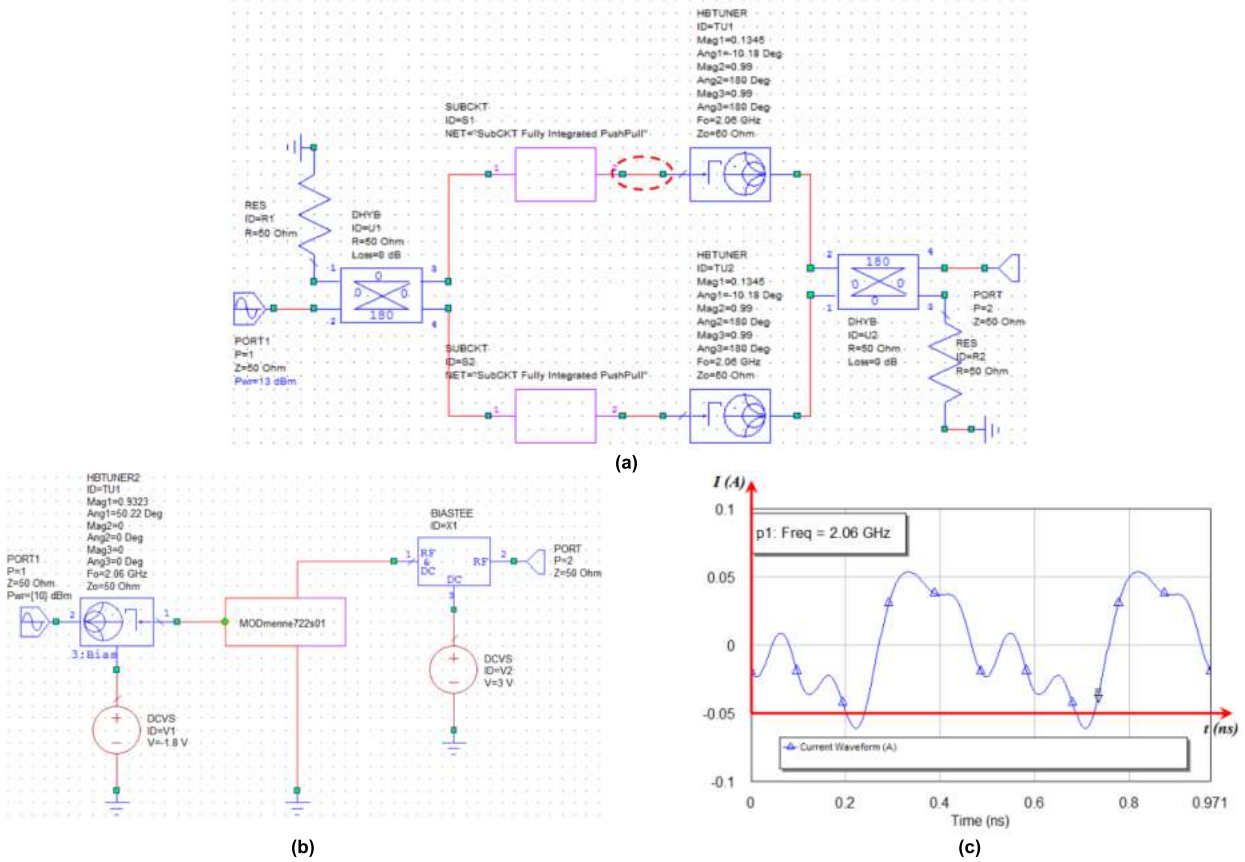 HBTUNER
ID=TU1
Mag1=0.1345
Ang1=-10.18 Deg
Mag2=0.99
Ang2=180 Deg
Mag3=0.99
Ang3=180 Deg
Fo=2.06 GHz
Zo=50 Ohm
SUBCKT
ID=S1
NET="SubCKT Fully Integrated PushPull"
1
2
RES
ID=R1
R=50 Ohm
DHYB
ID=U1
R=50 Ohm
Loss=0 dB
1
3
0
0 0
180
2
4
PORT1
P=1
Z=50 Ohm
Pwr=13 dBm
HBTUNER
ID=TU2
Mag1=0.1345
Ang1=-10.18 Deg
Mag2=0.99
Ang2=180 Deg
Mag3=0.99
Ang3=180 Deg
Fo=2.06 GHz
Zo=50 Ohm
SUBCKT
ID=S2
NET="SubCKT Fully Integrated PushPull"
1
2
2
4
180
0 0
0
1
3
DHYB
ID=U2
R=50 Ohm
Loss=0 dB
PORT
P=2
Z=50 Ohm
RES
ID=R2
R=50 Ohm
(a)
HBTUNER2
ID=TU1
Mag1=0.9323
Ang1=50.22 Deg
Mag2=0
Ang2=0 Deg
Mag3=0
Ang3=0 Deg
Fo=2.06 GHz
Zo=50 Ohm
PORT1
P=1
Z=50 Ohm
Pwr={10} dBm
2
1
3;Bias
DCVS
ID=V1
V=-1.8 V
MODmenne722s01
BIASTEE
ID=X1
1
RF
&
DC
RF
DC
2
3
PORT
P=2
Z=50 Ohm
DCVS
ID=V2
V=3 V
(b)
I (A)
0.1
0.05
0
-0.05
-0.1
p1: Freq = 2.06 GHz
t (ns)
Current Waveform (A)
0
0.2
0.4
0.6
0.8
0.971
Time (ns)
(c)